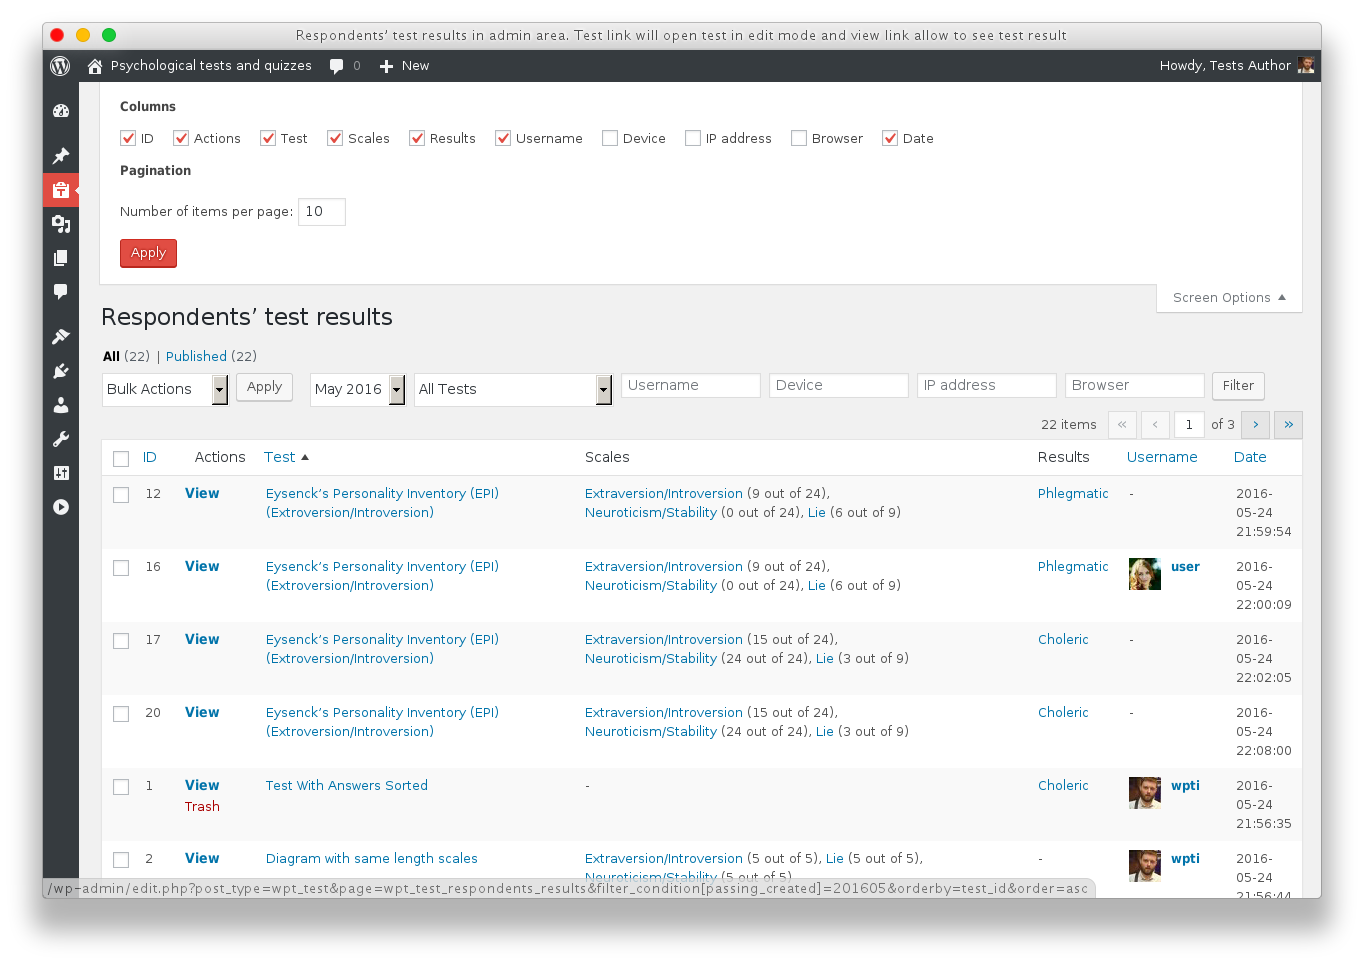 Respondents’ test results in admin area. Test link will open test in edit mode and view link allow to see test result
Psychological tests and quizzes 0 New Howdy, Tests Author
Columns
ID Actions Test Scales Results Username Device IP address Browser Date
Pagination
Number of items per page: 10
Apply
Screen Options
Respondents’ test results
All (22) | Published (22)
Bulk Actions Apply May 2016 All Tests Username Device IP address Browser Filter
22 items « ‹ 1 of 3 › »
ID Actions Test Scales Results Username Date
12 View Eysenck’s Personality Inventory (EPI) Extraversion/Introversion (9 out of 24), Phlegmatic - 2016-
(Extroversion/Introversion) Neuroticism/Stability (0 out of 24), Lie (6 out of 9) 05-24
21:59:54
16 View Eysenck’s Personality Inventory (EPI) Extraversion/Introversion (9 out of 24), Phlegmatic user 2016-
(Extroversion/Introversion) Neuroticism/Stability (0 out of 24), Lie (6 out of 9) 05-24
22:00:09
17 View Eysenck’s Personality Inventory (EPI) Extraversion/Introversion (15 out of 24), Choleric - 2016-
(Extroversion/Introversion) Neuroticism/Stability (24 out of 24), Lie (3 out of 9) 05-24
22:02:05
20 View Eysenck’s Personality Inventory (EPI) Extraversion/Introversion (15 out of 24), Choleric - 2016-
(Extroversion/Introversion) Neuroticism/Stability (24 out of 24), Lie (3 out of 9) 05-24
22:08:00
1 View Test With Answers Sorted - Choleric wpti 2016-
Trash 05-24
21:56:35
2 View Diagram with same length scales Extraversion/Introversion (5 out of 5), Lie (5 out of 5), - wpti 2016-
Neuroticism/Stability (5 out of 5) 05-24
/wp-admin/edit.php?post_type=wpt_test&page=wpt_test_respondents_results&filter_condition[passing_created]=201605&orderby=test_id&order=asc
21:56:44